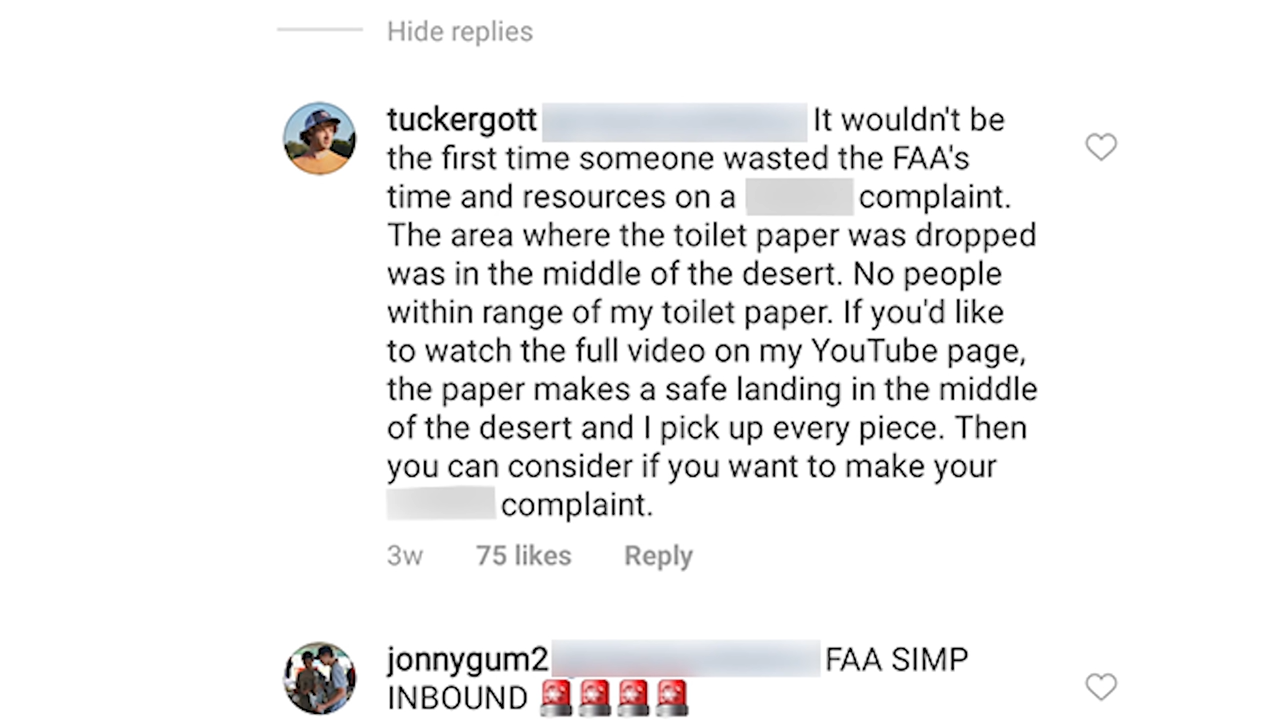 Hide replies
tuckergott It wouldn't be
the first time someone wasted the FAA's
time and resources on a complaint.
The area where the toilet paper was dropped
was in the middle of the desert. No people
within range of my toilet paper. If you'd like
to watch the full video on my YouTube page,
the paper makes a safe landing in the middle
of the desert and I pick up every piece. Then
you can consider if you want to make your
complaint.
3w 75 likes Reply
jonnygum2 FAA SIMP
INBOUND 🚨🚨🚨🚨